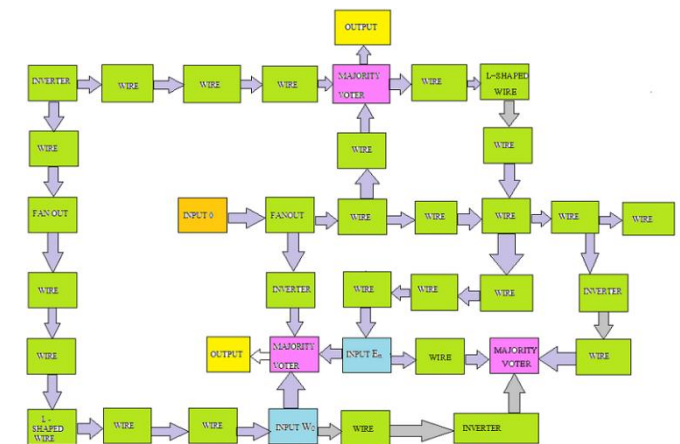 OUTPUT
INVERTER
WIRE
WIRE
WIRE
MAJORITY
VOTER
WIRE
L-SHAPED
WIRE
WIRE
WIRE
WIRE
FAN OUT
INPUT 0
FANOUT
WIRE
WIRE
WIRE
WIRE
WIRE
WIRE
INVERTER
WIRE
WIRE
WIRE
INVERTER
WIRE
OUTPUT
MAJORITY
VOTER
INPUT En
WIRE
MAJORITY
VOTER
WIRE
L -
SHAPED
WIRE
WIRE
WIRE
INPUT W0
WIRE
INVERTER